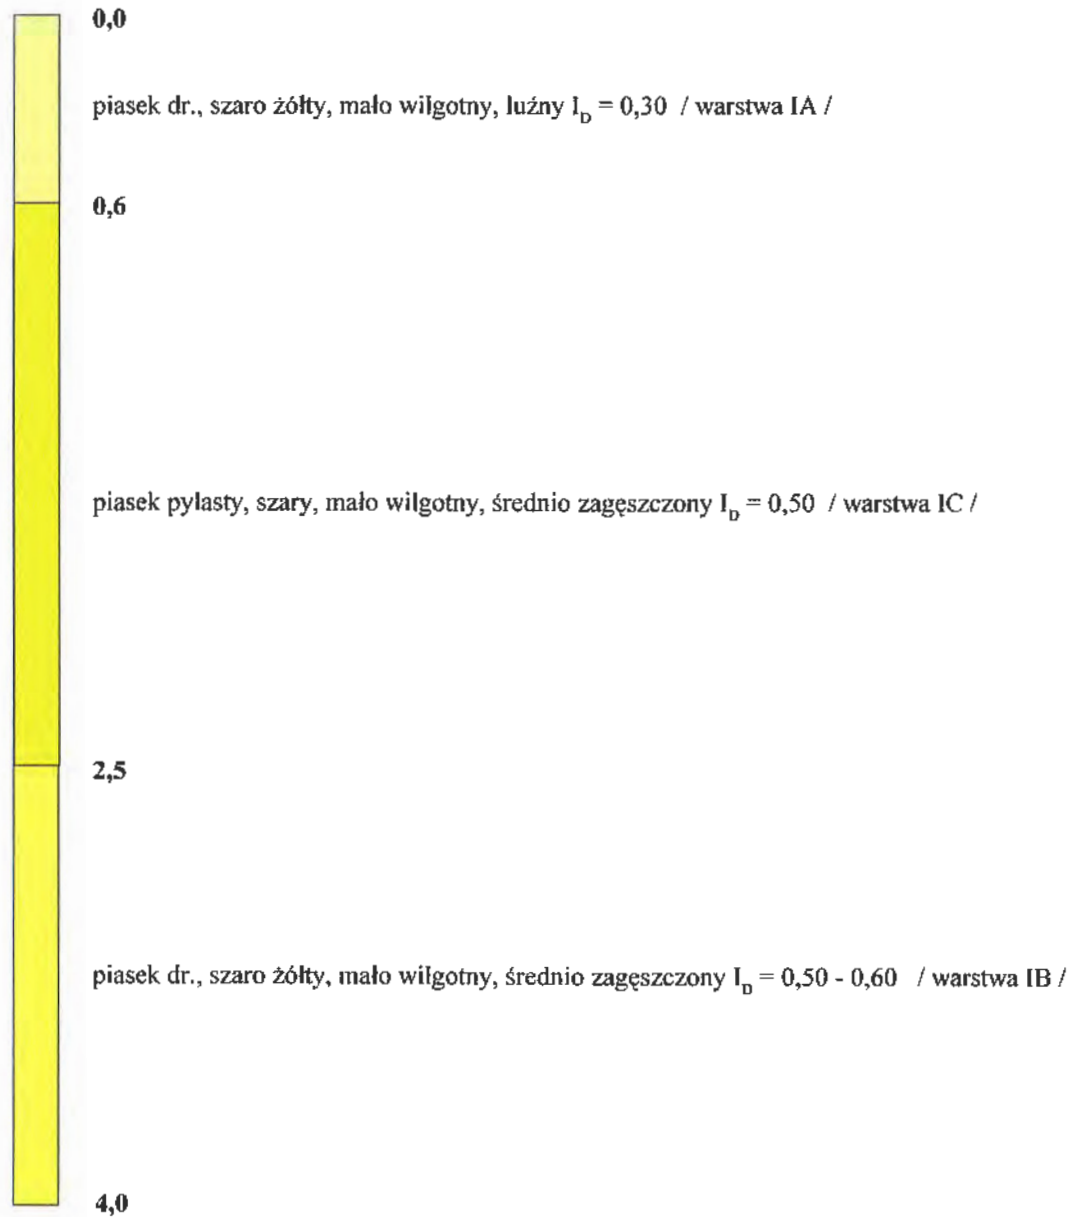 0,0
piasek dr., szaro żółty, mało wilgotny, luźny I_D = 0,30 / warstwa IA /
0,6
piasek pylasty, szary, mało wilgotny, średnio zagęszczony I_D = 0,50 / warstwa IC /
2,5
piasek dr., szaro żółty, mało wilgotny, średnio zagęszczony I_D = 0,50 - 0,60 / warstwa IB /
4,0